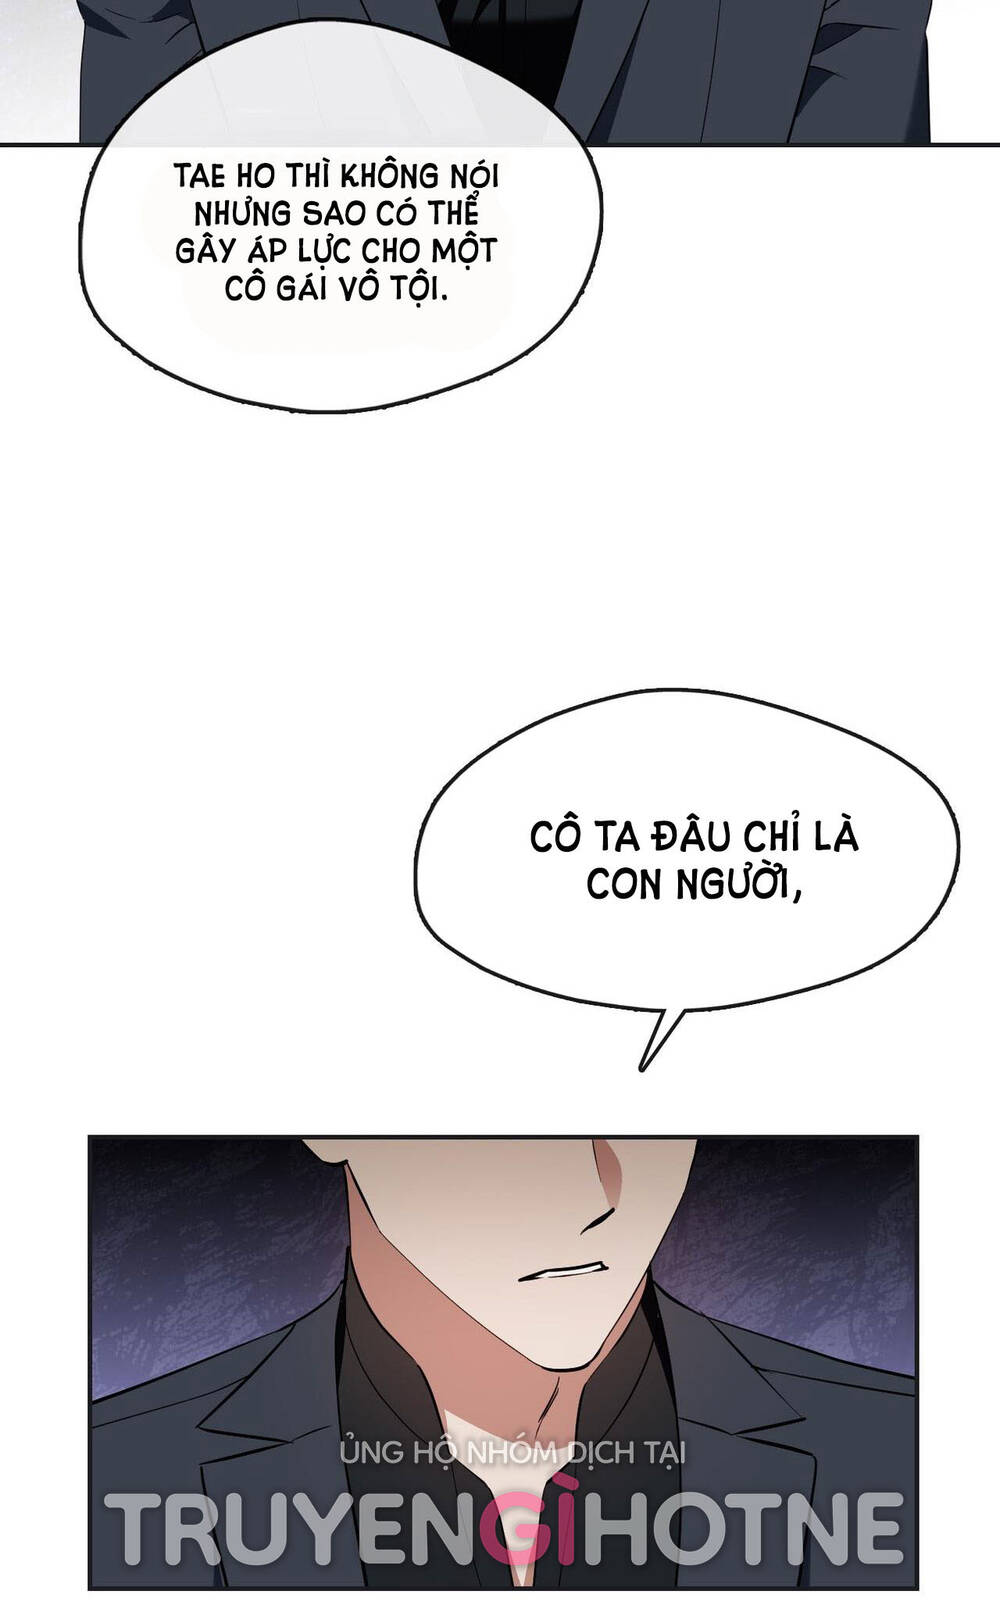 TAE HO THÌ KHÔNG NÓI
NHƯNG SAO CÓ THỂ
GÂY ÁP LỰC CHO MỘT
CÔ GÁI VÔ TỘI.
CÔ TA ĐÂU CHỈ LÀ
CON NGƯỜI,
ỦNG HỘ NHÓM DỊCH TẠI
TRUYENGÌHOTNE